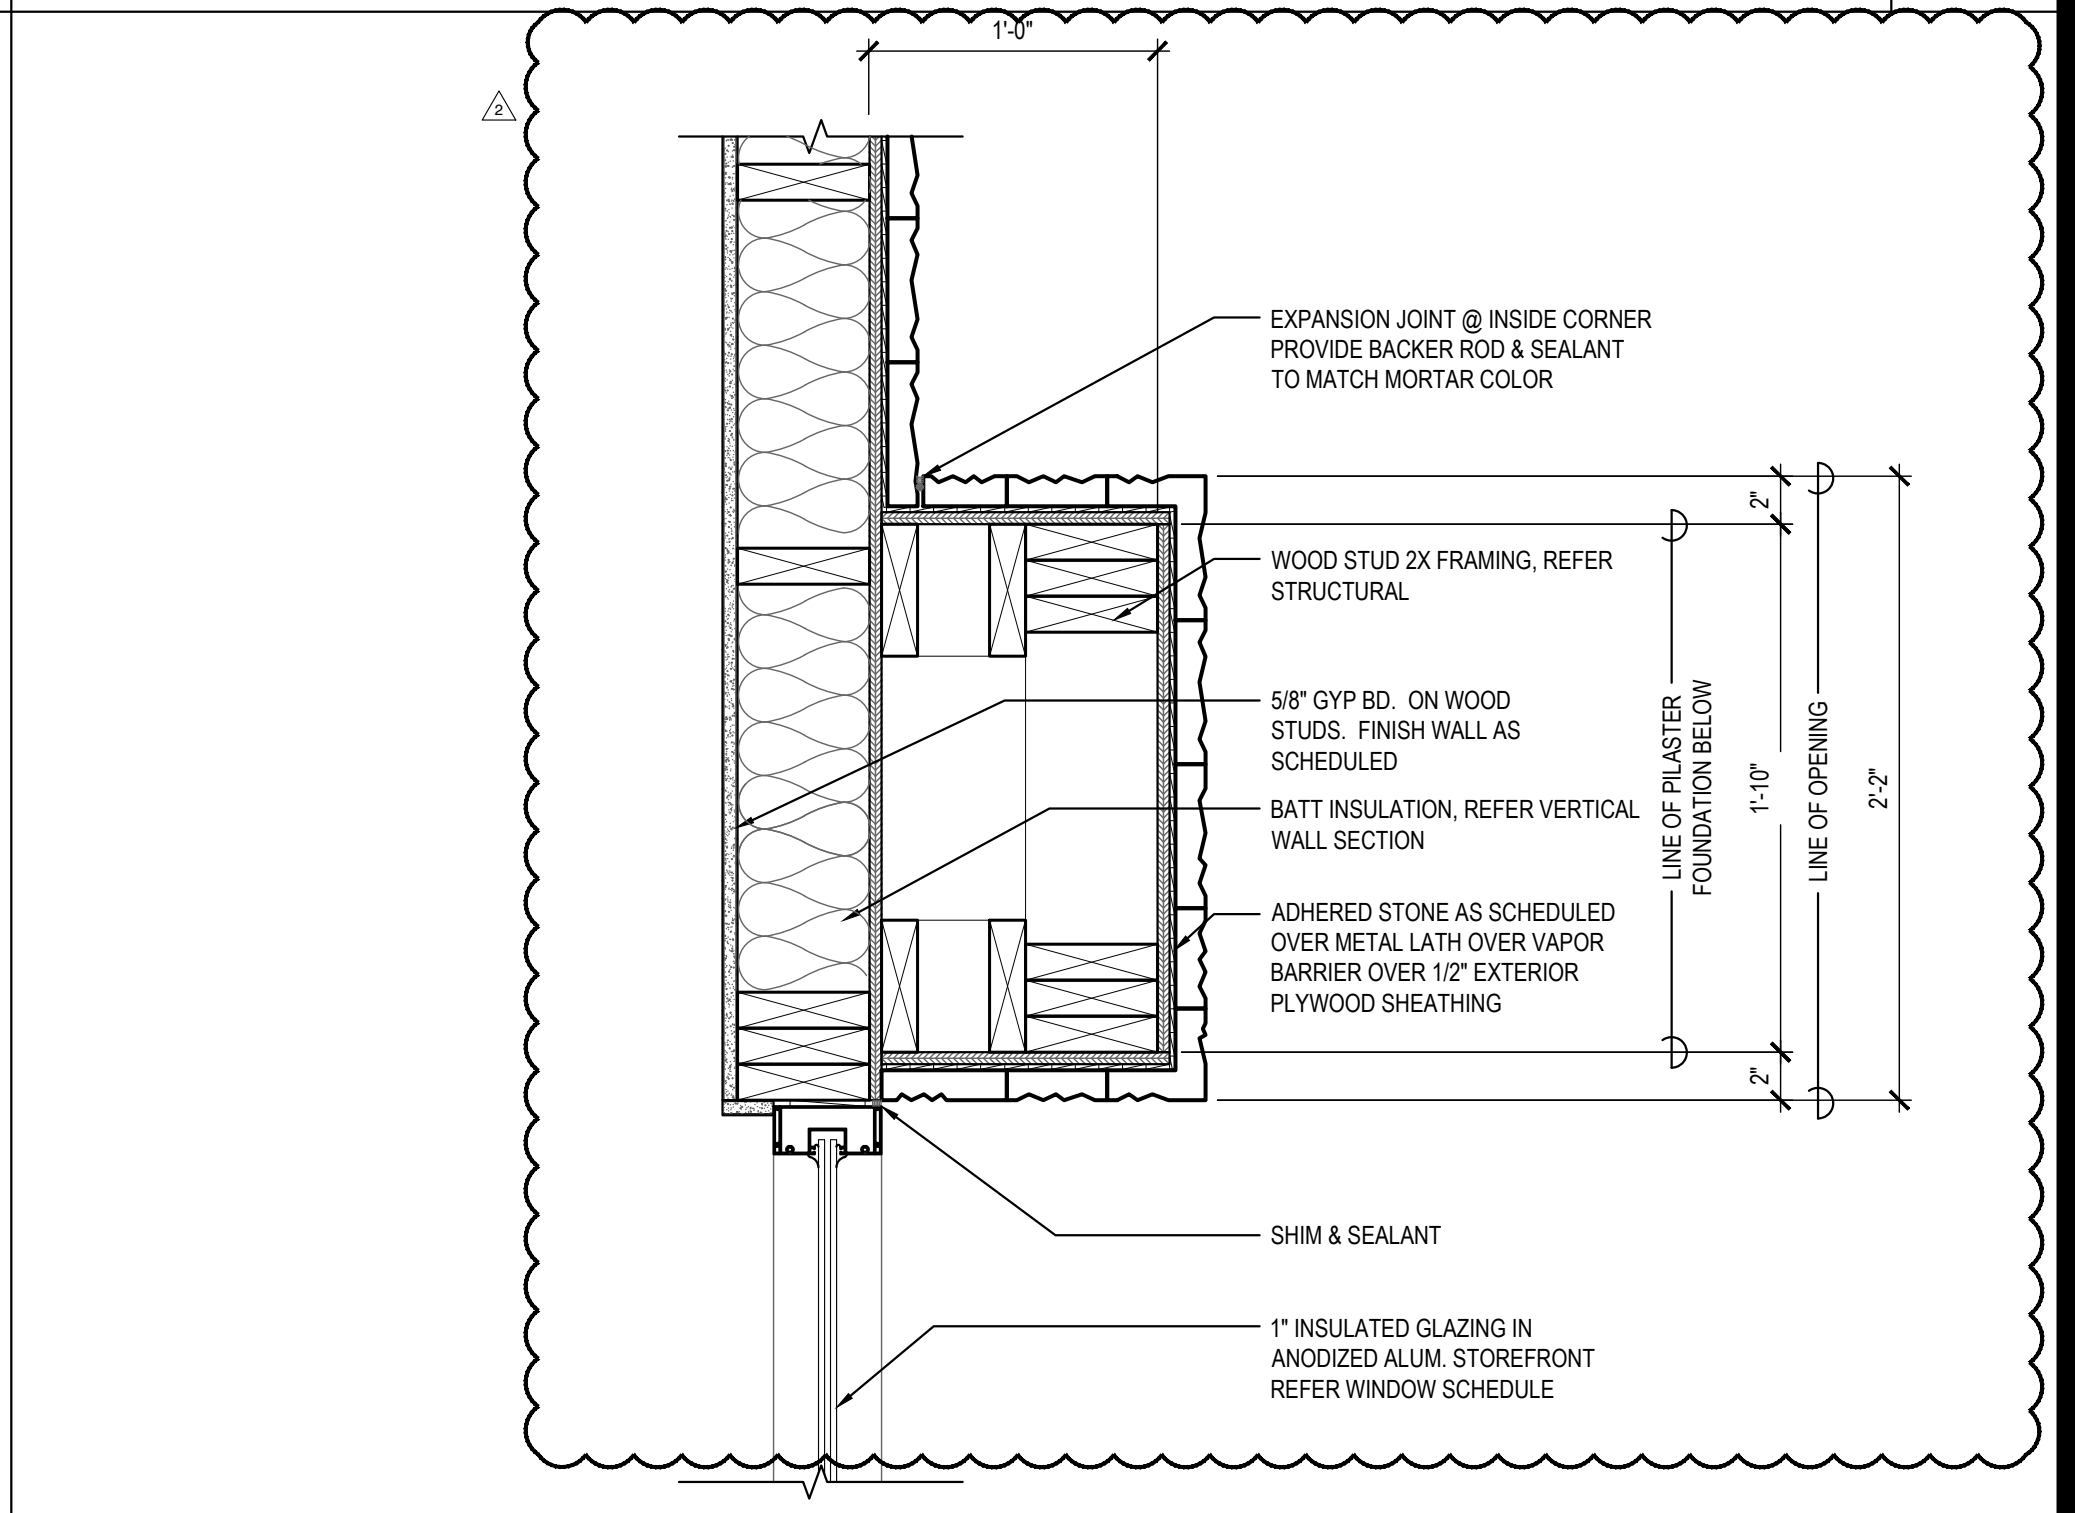 1'-0"
2
EXPANSION JOINT @ INSIDE CORNER
PROVIDE BACKER ROD & SEALANT
TO MATCH MORTAR COLOR
2"
WOOD STUD 2X FRAMING, REFER
STRUCTURAL
5/8" GYP BD. ON WOOD
STUDS. FINISH WALL AS
SCHEDULED
BATT INSULATION, REFER VERTICAL
WALL SECTION
ADHERED STONE AS SCHEDULED
OVER METAL LATH OVER VAPOR
BARRIER OVER 1/2" EXTERIOR
PLYWOOD SHEATHING
LINE OF PILASTER
FOUNDATION BELOW
1'-10"
LINE OF OPENING
2'-2"
2"
SHIM & SEALANT
1" INSULATED GLAZING IN
ANODIZED ALUM. STOREFRONT
REFER WINDOW SCHEDULE